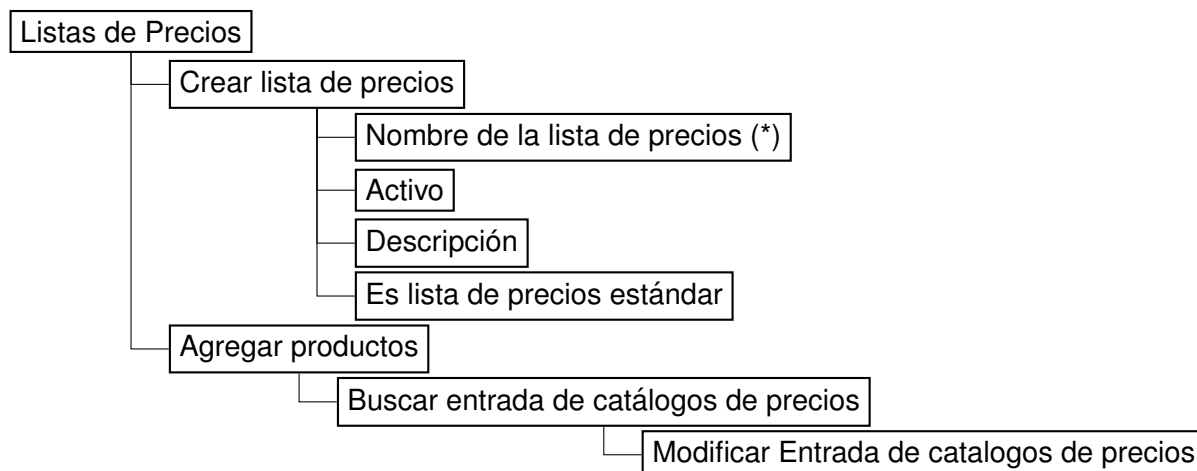 Listas de Precios
Crear lista de precios
Nombre de la lista de precios (*)
Activo
Descripción
Es lista de precios estándar
Agregar productos
Buscar entrada de catálogos de precios
Modificar Entrada de catalogos de precios